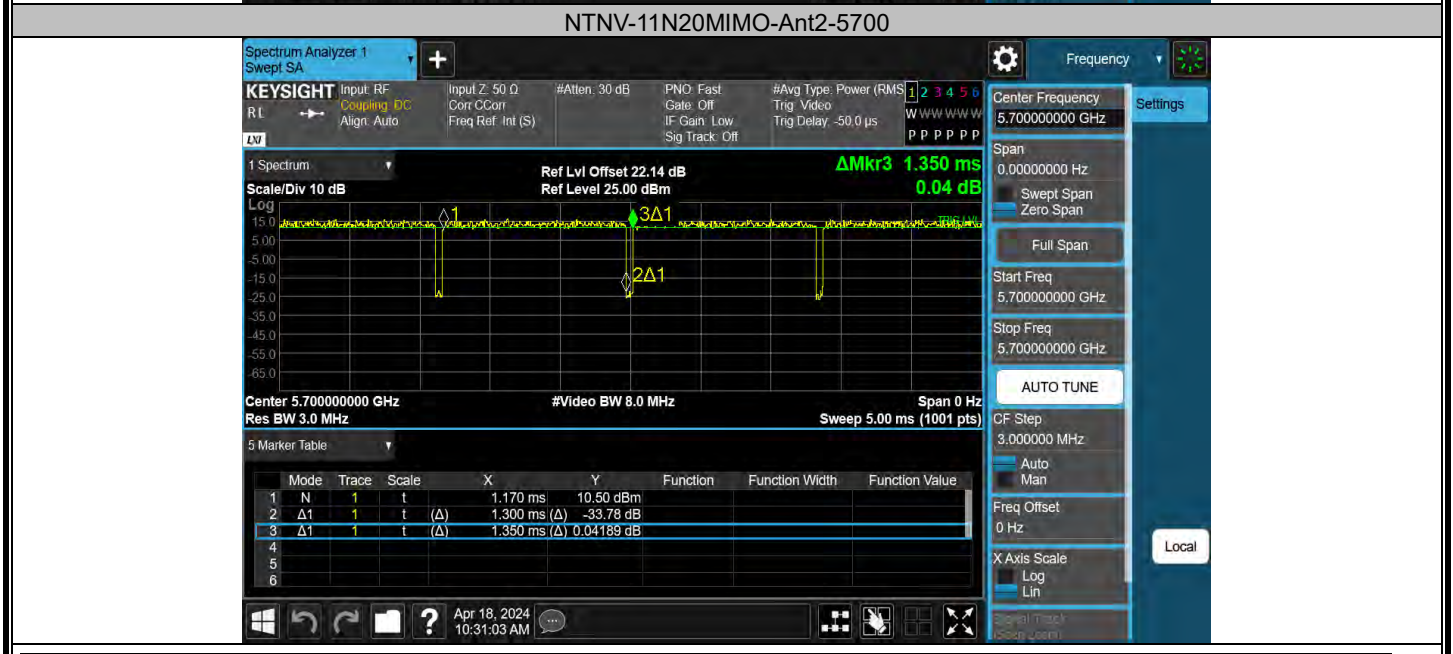 NTNV-11N20MIMO-Ant2-5700
Spectrum Analyzer 1
Swept SA
+
Frequency
KEYSIGHT
RL
LXI
Input: RF
Coupling: DC
Align: Auto
Input Z: 50 Ω
Corr CCorr
Freq Ref: Int (S)
#Atten: 30 dB
PNO: Fast
Gate: Off
IF Gain: Low
Sig Track: Off
#Avg Type: Power (RMS
Trig: Video
Trig Delay: -50.0 µs
1 2 3 4 5 6
W W W W W W
P P P P P P
Center Frequency
5.700000000 GHz
Settings
1 Spectrum
Scale/Div 10 dB
Ref Lvl Offset 22.14 dB
Ref Level 25.00 dBm
ΔMkr3 1.350 ms
0.04 dB
Log
15.0
5.00
-5.00
-15.0
-25.0
-35.0
-45.0
-55.0
-65.0
1
3Δ1
2Δ1
TRIG LVL
Center 5.700000000 GHz
Res BW 3.0 MHz
#Video BW 8.0 MHz
Span 0 Hz
Sweep 5.00 ms (1001 pts)
Span
0.00000000 Hz
Swept Span
Zero Span
Full Span
Start Freq
5.700000000 GHz
Stop Freq
5.700000000 GHz
AUTO TUNE
CF Step
3.000000 MHz
Auto
Man
Freq Offset
0 Hz
X Axis Scale
Log
Lin
Signal Track
(Span Zoom)
Local
5 Marker Table
Mode Trace Scale X Y Function Function Width Function Value
1 N 1 t 1.170 ms 10.50 dBm
2 Δ1 1 t (Δ) 1.300 ms (Δ) -33.78 dB
3 Δ1 1 t (Δ) 1.350 ms (Δ) 0.04189 dB
4
5
6
?
Apr 18, 2024
10:31:03 AM